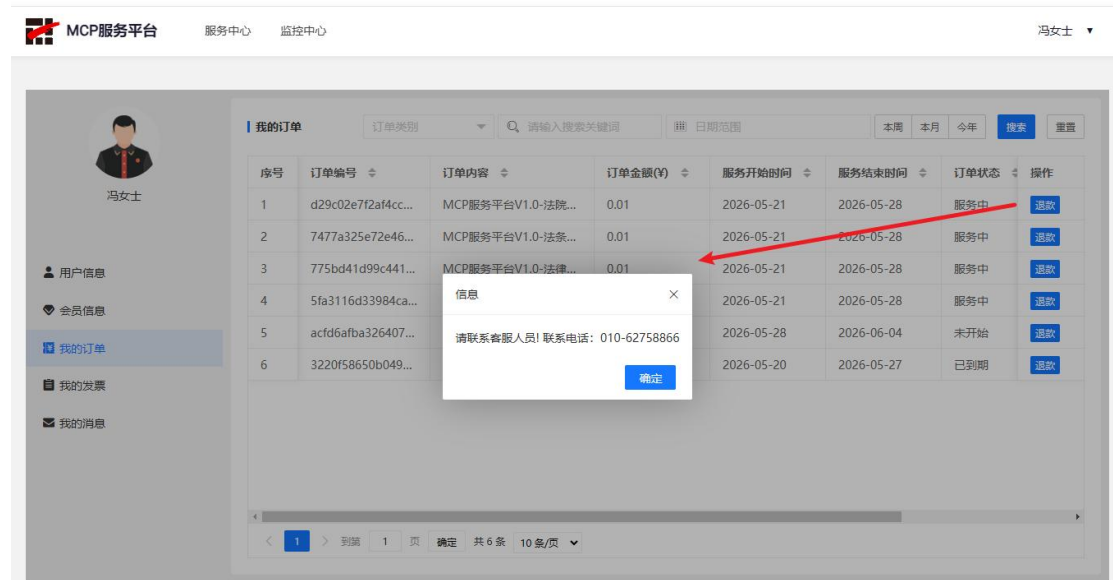 MCP服务平台 服务中心 监控中心 冯女士
我的订单 订单类别 请输入搜索关键词 日期范围 本周 本月 今年 搜索 重置
冯女士
用户信息
会员信息
我的订单
我的发票
我的消息
序号 订单编号 订单内容 订单金额(¥) 服务开始时间 服务结束时间 订单状态 操作
1 d29c02e7f2af4cc... MCP服务平台V1.0-法院... 0.01 2026-05-21 2026-05-28 服务中 退款
2 7477a325e72e46... MCP服务平台V1.0-法条... 0.01 2026-05-21 2026-05-28 服务中 退款
3 775bd41d99c441... MCP服务平台V1.0-法律... 0.01 2026-05-21 2026-05-28 服务中 退款
4 5fa3116d33984ca... 2026-05-21 2026-05-28 服务中 退款
5 acfd6afba326407... 2026-05-28 2026-06-04 未开始 退款
6 3220f58650b049... 2026-05-20 2026-05-27 已到期 退款
信息
请联系客服人员! 联系电话：010-62758866
确定
1 到第 1 页 确定 共 6 条 10 条/页